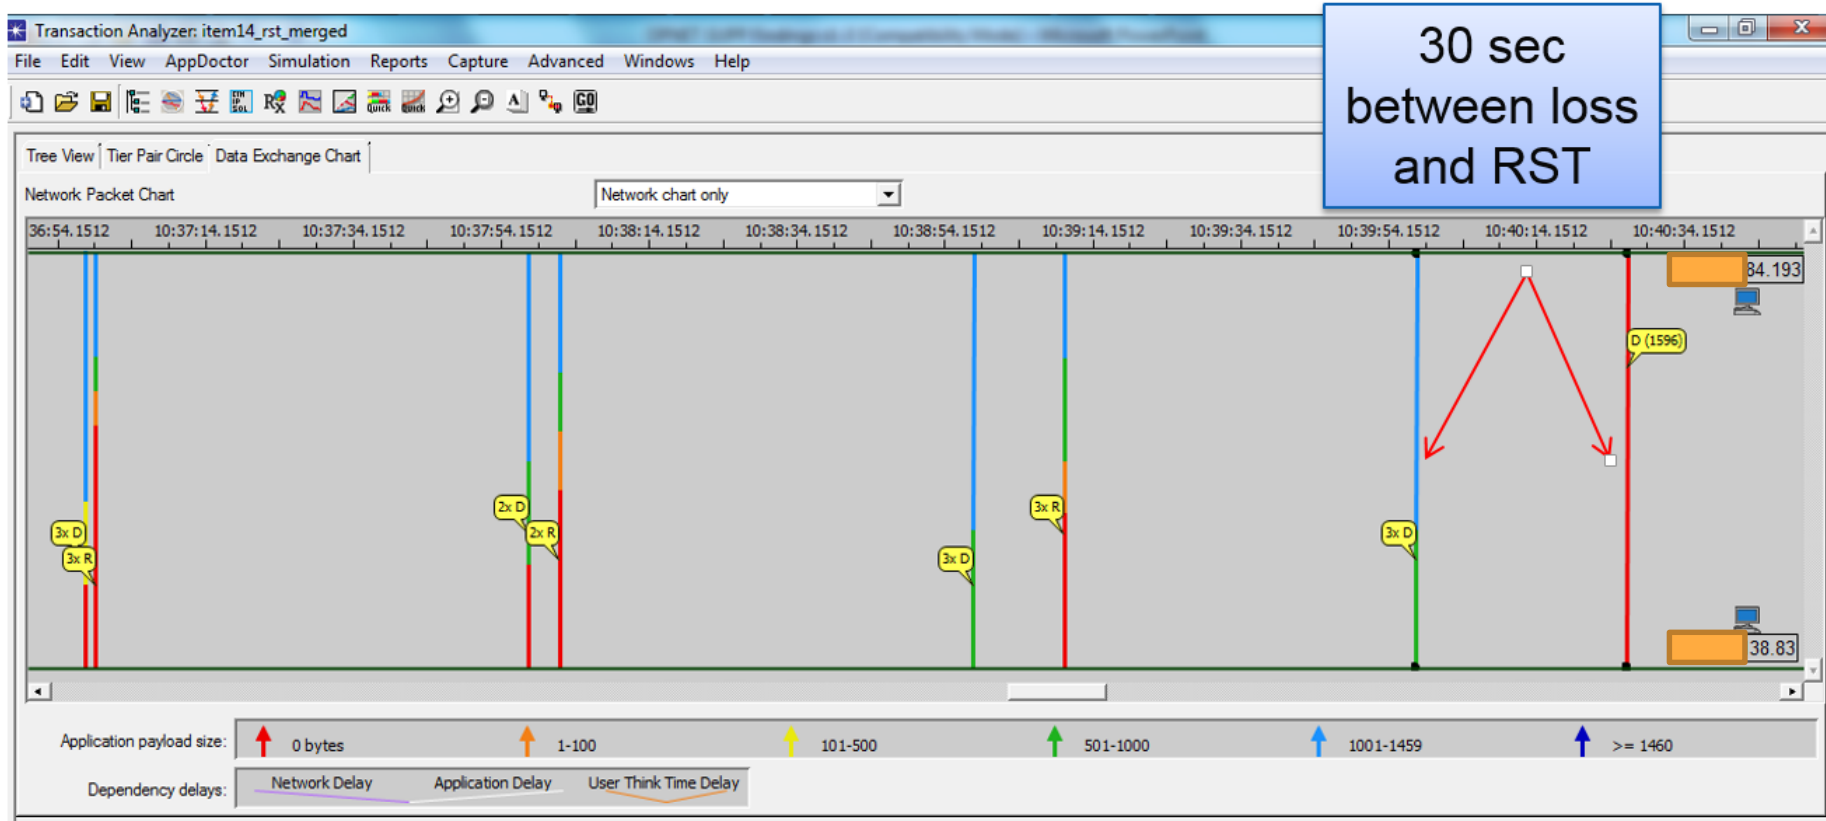 Transaction Analyzer: item14_rst_merged
30 sec
between loss
and RST
File Edit View AppDoctor Simulation Reports Capture Advanced Windows Help
QUICK QUICK A GO
Tree View Tier Pair Circle Data Exchange Chart
Network Packet Chart Network chart only
36:54.1512 10:37:14.1512 10:37:34.1512 10:37:54.1512 10:38:14.1512 10:38:34.1512 10:38:54.1512 10:39:14.1512 10:39:34.1512 10:39:54.1512 10:40:14.1512 10:40:34.1512
84.193
D (1596)
2x D
3x R
3x D
2x R
3x D
3x R
3x D
38.83
Application payload size: 0 bytes 1-100 101-500 501-1000 1001-1459 >= 1460
Dependency delays: Network Delay Application Delay User Think Time Delay